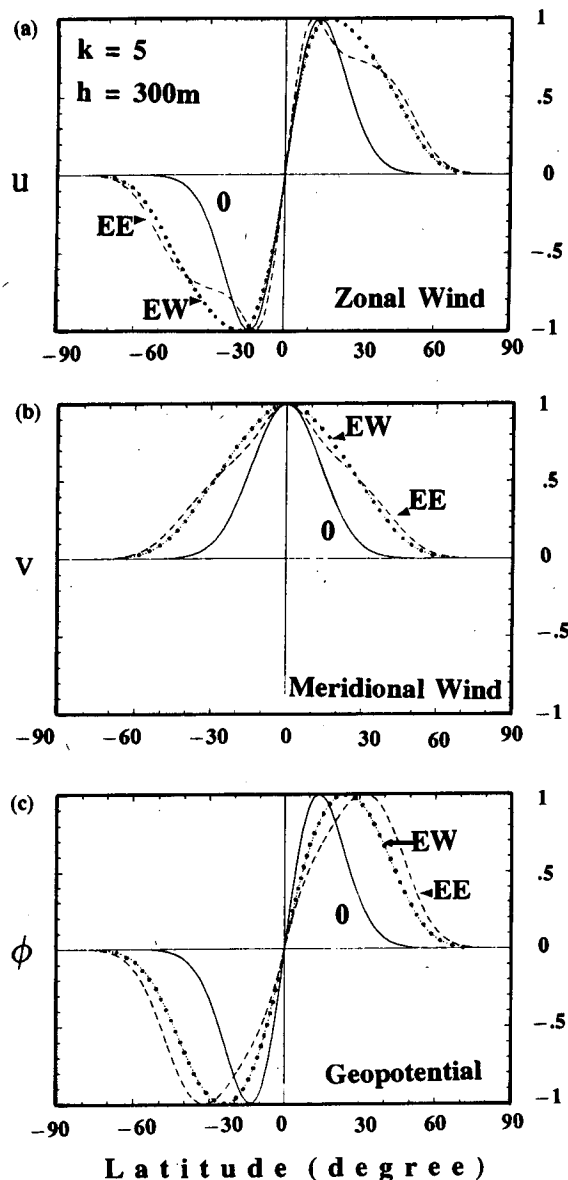 (a)
k = 5
h = 300m
1
.5
0
-.5
-1
U
0
EE
EW
Zonal Wind
-90 -60 -30 0 30 60 90
(b)
1
.5
0
-.5
-1
V
EW
EE
0
Meridional Wind
-90 -60 -30 0 30 60 90
(c)
1
.5
0
-.5
-1
ϕ
EW
EE
0
Geopotential
-90 -60 -30 0 30 60 90
Latitude (degree)